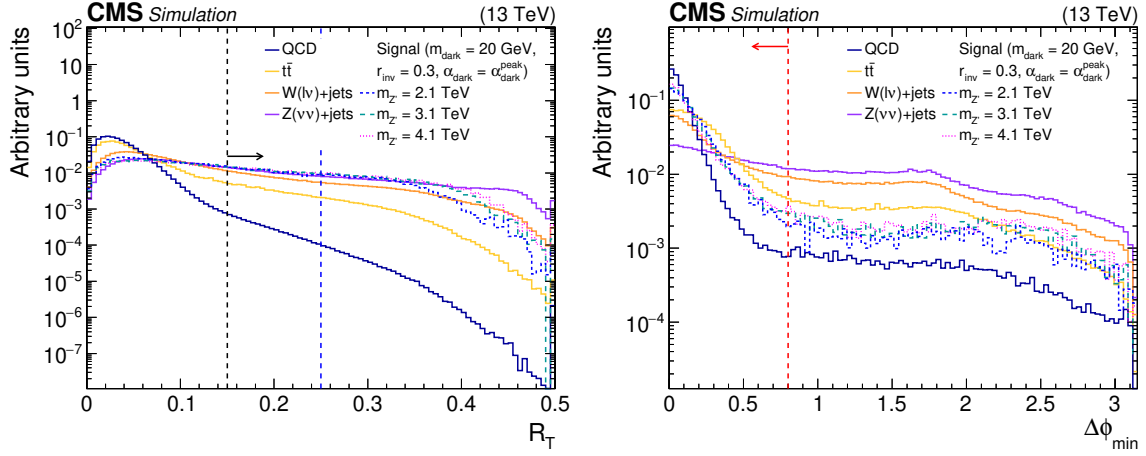 CMS Simulation (13 TeV)
Arbitrary units
10² 10 1 10⁻¹ 10⁻² 10⁻³ 10⁻⁴ 10⁻⁵ 10⁻⁶ 10⁻⁷
QCD
tt̄
W(lν)+jets
Z(νν)+jets
Signal (m_dark = 20 GeV,
r_inv = 0.3, α_dark = α_dark^peak)
m_Z' = 2.1 TeV
m_Z' = 3.1 TeV
m_Z' = 4.1 TeV
0 0.1 0.2 0.3 0.4 0.5
R_T
CMS Simulation (13 TeV)
Arbitrary units
10⁻¹ 10⁻² 10⁻³ 10⁻⁴
QCD
tt̄
W(lν)+jets
Z(νν)+jets
Signal (m_dark = 20 GeV,
r_inv = 0.3, α_dark = α_dark^peak)
m_Z' = 2.1 TeV
m_Z' = 3.1 TeV
m_Z' = 4.1 TeV
0 0.5 1 1.5 2 2.5 3
Δϕ_min